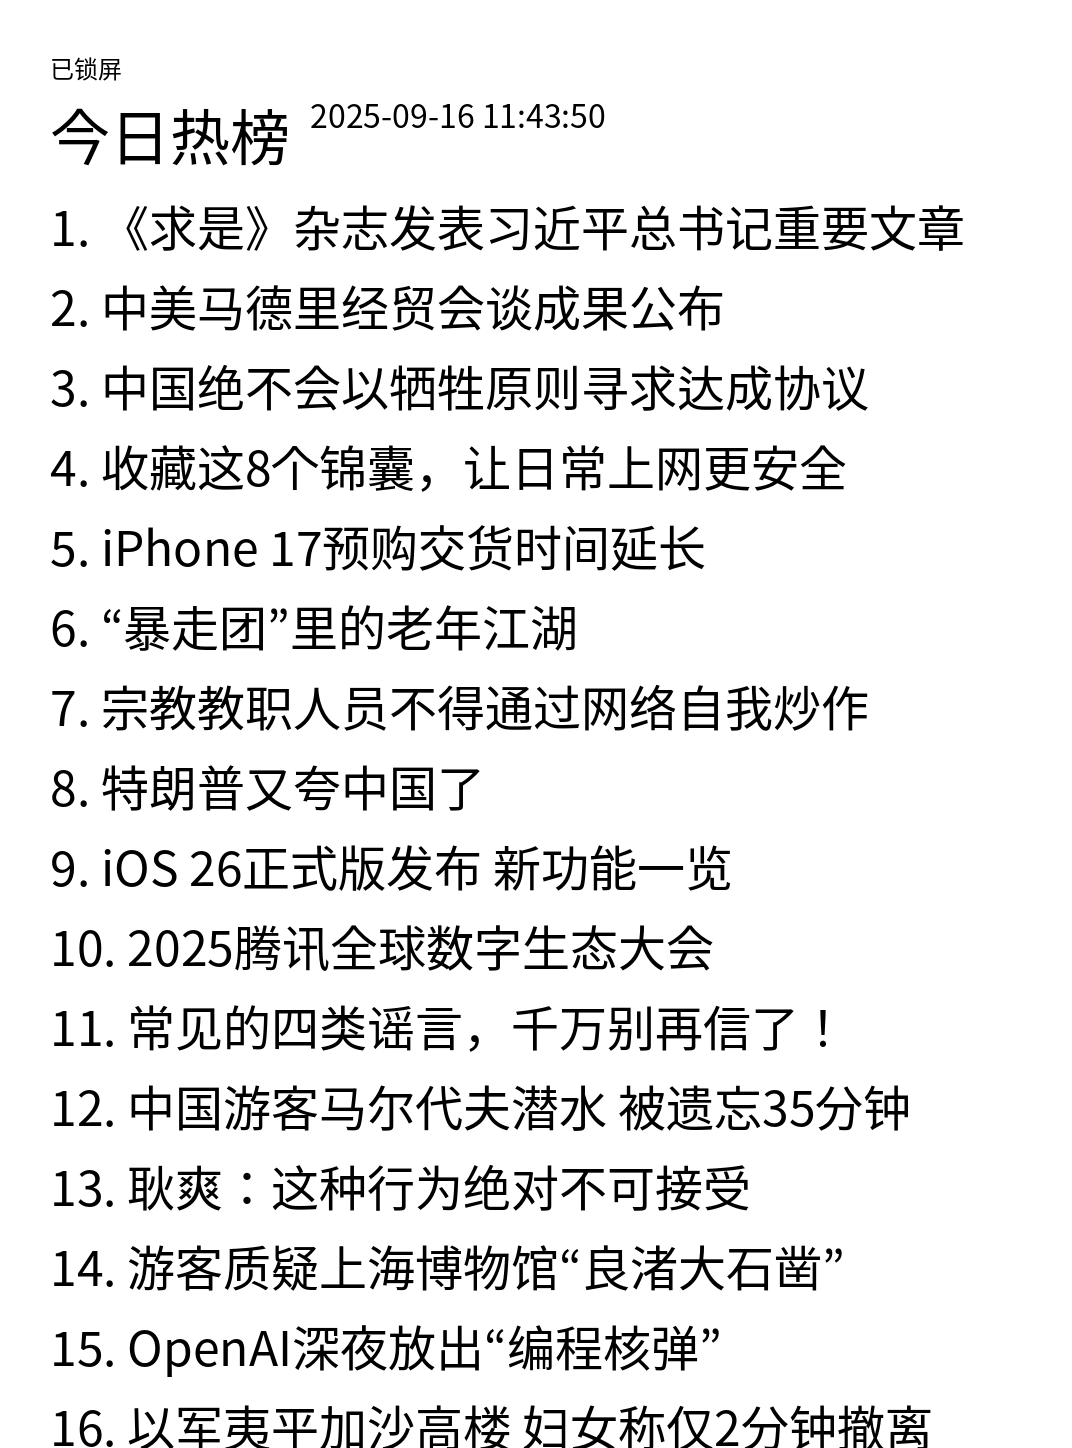 已锁屏
今日热榜 2025-09-16 11:43:50
1. 《求是》杂志发表习近平总书记重要文章
2. 中美马德里经贸会谈成果公布
3. 中国绝不会以牺牲原则寻求达成协议
4. 收藏这8个锦囊，让日常上网更安全
5. iPhone 17预购交货时间延长
6. “暴走团”里的老年江湖
7. 宗教教职人员不得通过网络自我炒作
8. 特朗普又夸中国了
9. iOS 26正式版发布 新功能一览
10. 2025腾讯全球数字生态大会
11. 常见的四类谣言，千万别再信了！
12. 中国游客马尔代夫潜水 被遗忘35分钟
13. 耿爽：这种行为绝对不可接受
14. 游客质疑上海博物馆“良渚大石凿”
15. OpenAI深夜放出“编程核弹”
16. 以军夷平加沙高楼 妇女称仅2分钟撤离